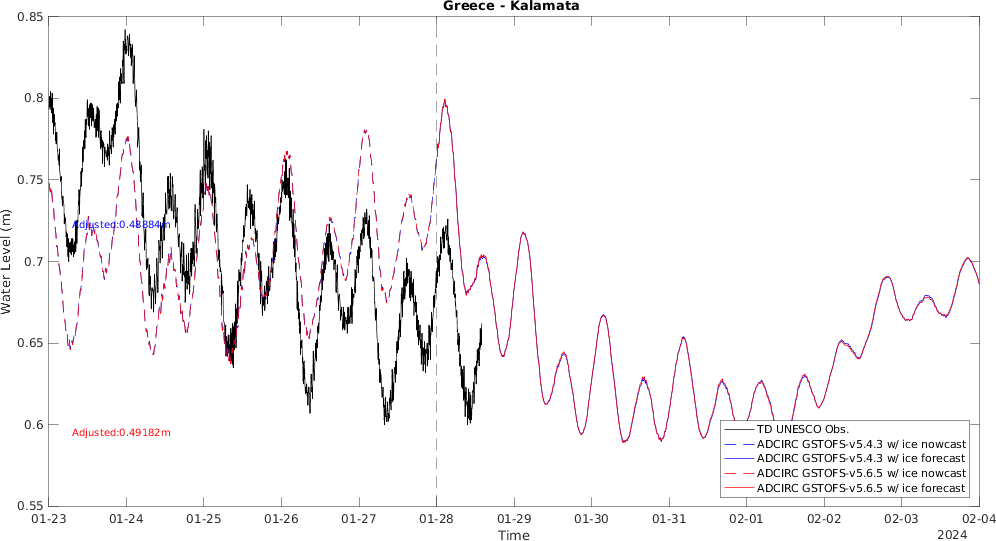 Greece - Kalamata
0.85
0.8
0.75
0.7
0.65
0.6
0.55
Water Level (m)
Adjusted:0.48884m
Adjusted:0.49182m
TD UNESCO Obs.
ADCIRC GSTOFS-v5.4.3 w/ ice nowcast
ADCIRC GSTOFS-v5.4.3 w/ ice forecast
ADCIRC GSTOFS-v5.6.5 w/ ice nowcast
ADCIRC GSTOFS-v5.6.5 w/ ice forecast
01-23 01-24 01-25 01-26 01-27 01-28 01-29 01-30 01-31 02-01 02-02 02-03 02-04
Time
2024